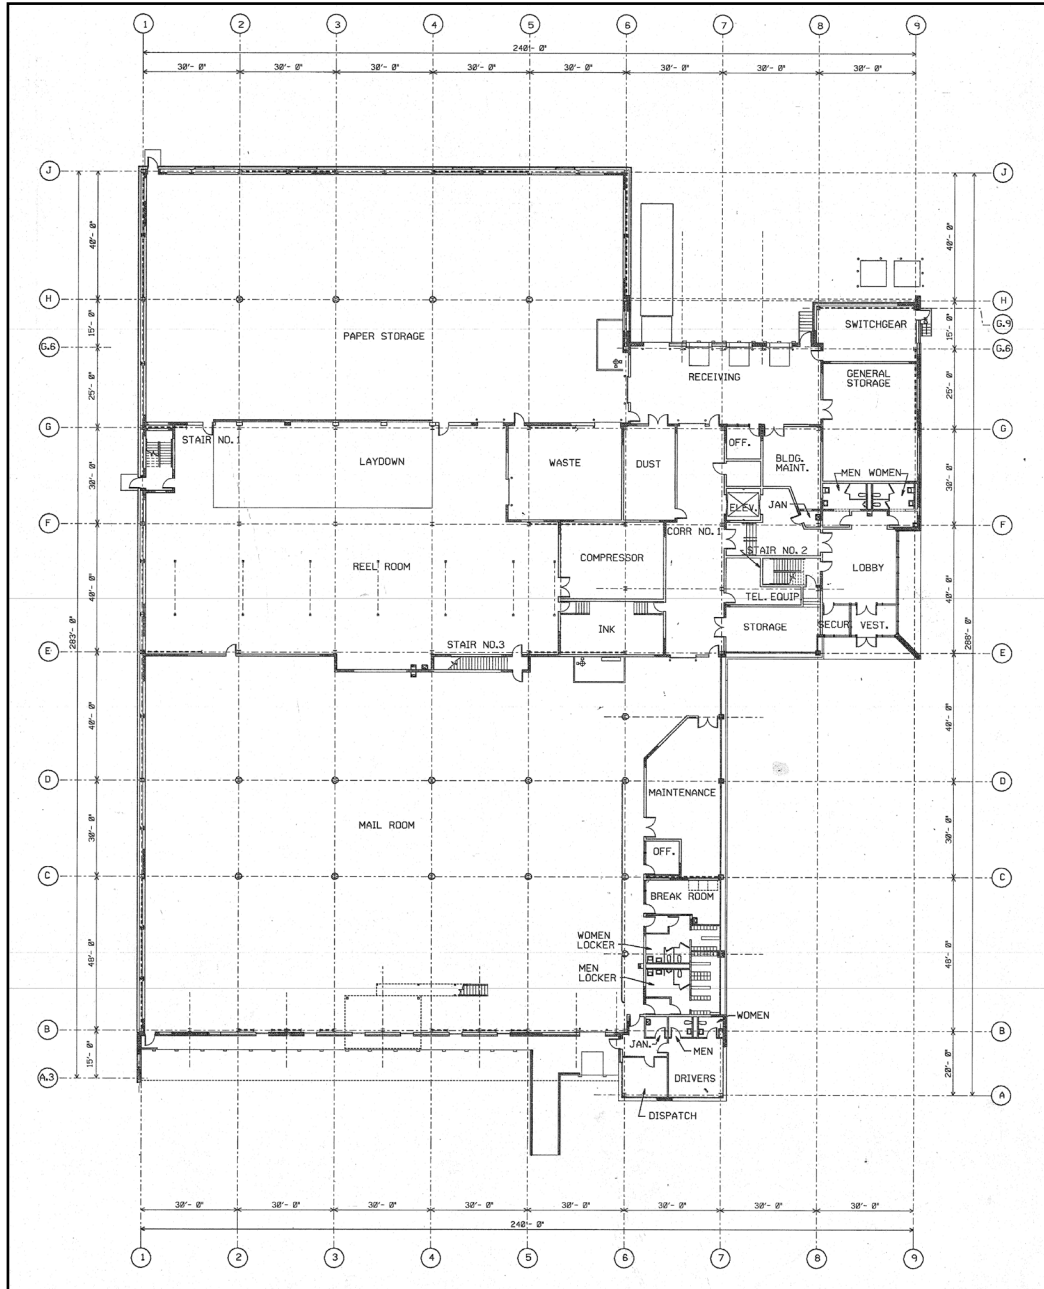 1 2 3 4 5 6 7 8 9
240'- 0"
30'- 0" 30'- 0" 30'- 0" 30'- 0" 30'- 0" 30'- 0" 30'- 0" 30'- 0"
J J
40'- 0" 40'- 0"
H H
SWITCHGEAR
G.9
15'- 0" PAPER STORAGE 15'- 0"
G.6 G.6
RECEIVING
GENERAL
STORAGE
25'- 0" 25'- 0"
G G
STAIR NO. 1
OFF.
LAYDOWN WASTE DUST
BLDG.
MAINT.
MEN WOMEN
30'- 0" 30'- 0"
ELEV. JAN
F F
CORR NO. 1
STAIR NO. 2
COMPRESSOR
REEL ROOM LOBBY
40'- 0" 40'- 0"
TEL. EQUIP.
INK STORAGE SECUR. VEST.
283'- 0" 288'- 0"
STAIR NO.3
E E
40'- 0" 40'- 0"
D D
MAINTENANCE
MAIL ROOM
30'- 0" 30'- 0"
OFF.
C C
BREAK ROOM
WOMEN
LOCKER
48'- 0" 48'- 0"
MEN
LOCKER
WOMEN
B B
JAN. MEN
15'- 0" 20'- 0"
A.3 DRIVERS
A
DISPATCH
30'- 0" 30'- 0" 30'- 0" 30'- 0" 30'- 0" 30'- 0" 30'- 0" 30'- 0"
240'- 0"
1 2 3 4 5 6 7 8 9